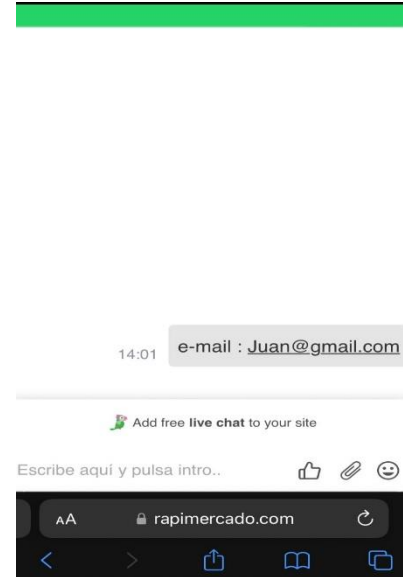 e-mail : Juan@gmail.com
14:01
Add free live chat to your site
Escribe aquí y pulsa intro..
AA
rapimercado.com